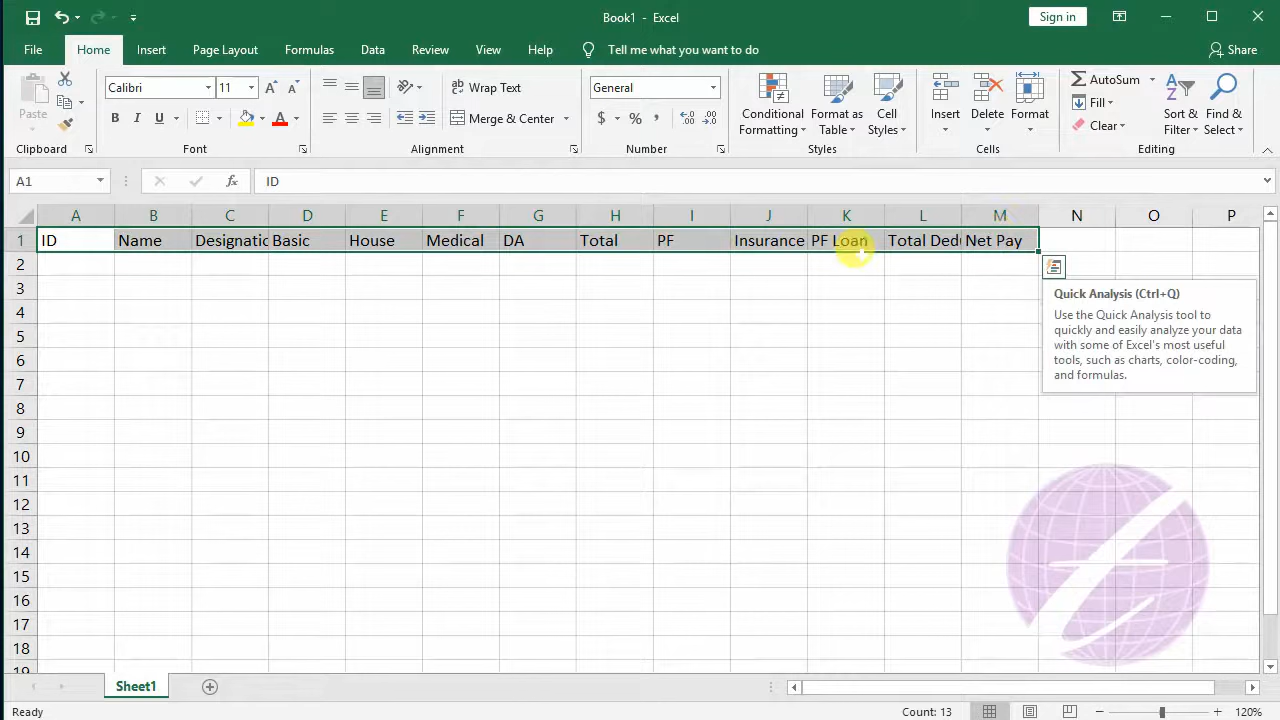 Book1 - Excel
Sign in
File Home Insert Page Layout Formulas Data Review View Help Tell me what you want to do Share
Paste
Calibri 11
B I U
Wrap Text
Merge & Center
General
$ % ,
Conditional Formatting
Format as Table
Cell Styles
Insert Delete Format
AutoSum
Fill
Clear
Sort & Filter
Find & Select
Clipboard Font Alignment Number Styles Cells Editing
A1 fx ID
A B C D E F G H I J K L M N O P
1 ID Name Designatic Basic House Medical DA Total PF Insurance PF Loan Total Ded Net Pay
2
3
4
5
6
7
8
9
10
11
12
13
14
15
16
17
18
19
Quick Analysis (Ctrl+Q)
Use the Quick Analysis tool to
quickly and easily analyze your data
with some of Excel's most useful
tools, such as charts, color-coding,
and formulas.
Sheet1
Ready Count: 13 120%